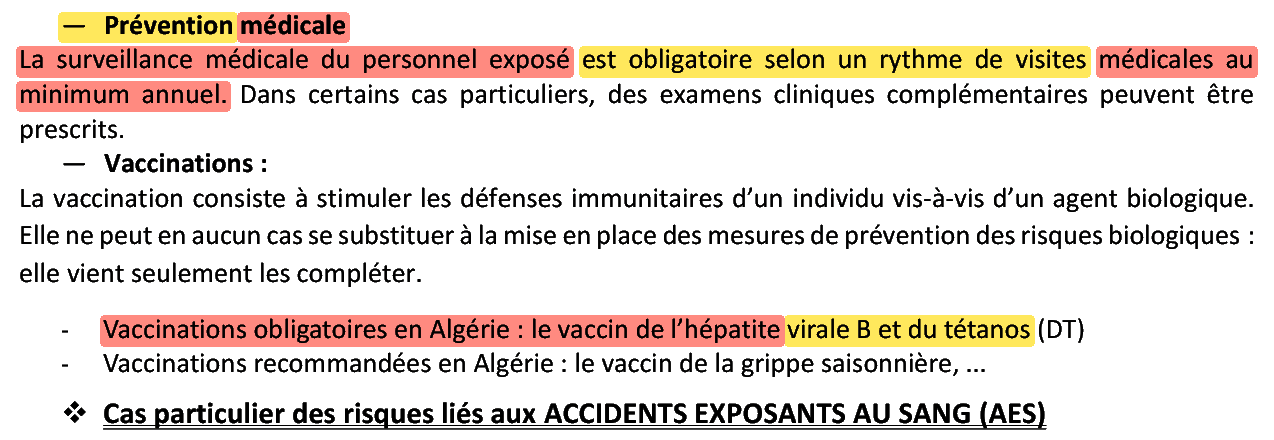 — Prévention médicale
La surveillance médicale du personnel exposé est obligatoire selon un rythme de visites médicales au
minimum annuel. Dans certains cas particuliers, des examens cliniques complémentaires peuvent être
prescrits.
— Vaccinations :
La vaccination consiste à stimuler les défenses immunitaires d’un individu vis-à-vis d’un agent biologique.
Elle ne peut en aucun cas se substituer à la mise en place des mesures de prévention des risques biologiques :
elle vient seulement les compléter.
- Vaccinations obligatoires en Algérie : le vaccin de l’hépatite virale B et du tétanos (DT)
- Vaccinations recommandées en Algérie : le vaccin de la grippe saisonnière, ...
❖ Cas particulier des risques liés aux ACCIDENTS EXPOSANTS AU SANG (AES)